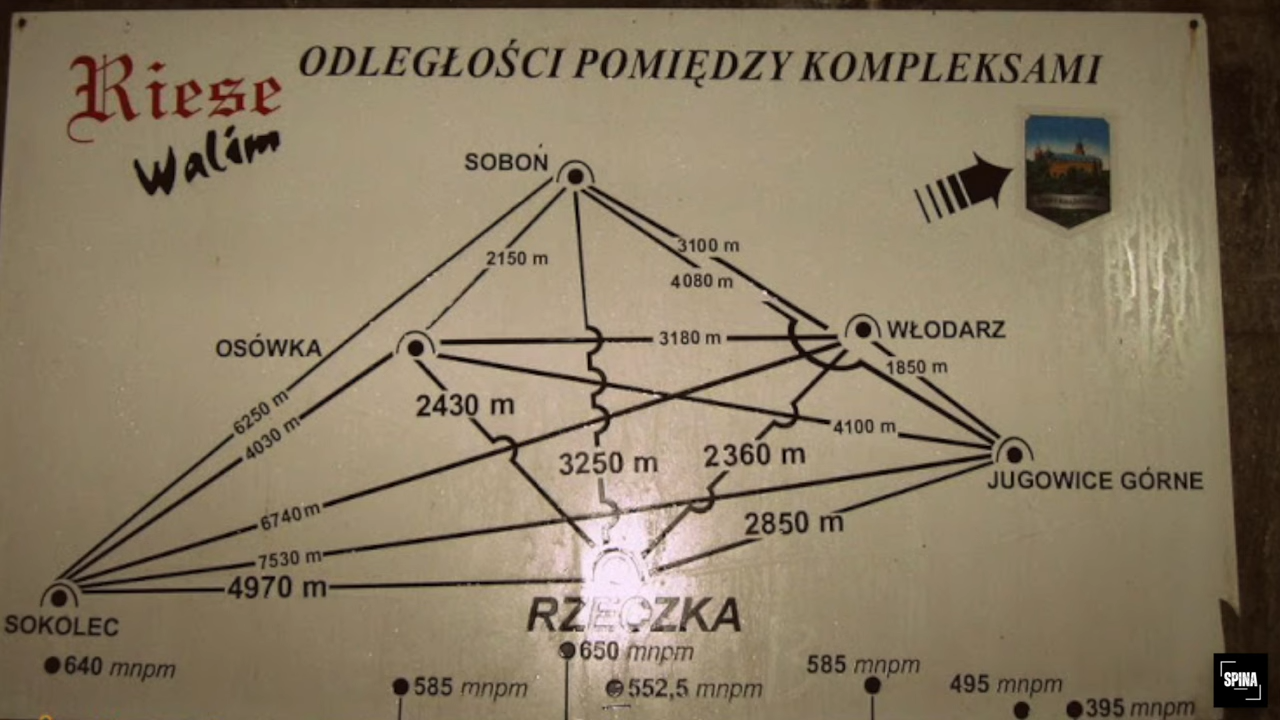 Riese
Walim
ODLEGŁOŚCI POMIĘDZY KOMPLEKSAMI
SOBOŃ
3100 m
2150 m
4080 m
OSÓWKA
3180 m
WŁODARZ
1850 m
2430 m
6250 m
4030 m
4100 m
3250 m
2360 m
JUGOWICE GÓRNE
6740 m
2850 m
7530 m
4970 m
SOKOLEC
RZECZKA
640 mnpm
650 mnpm
585 mnpm
552,5 mnpm
585 mnpm
495 mnpm
395 mnpm
SPINA